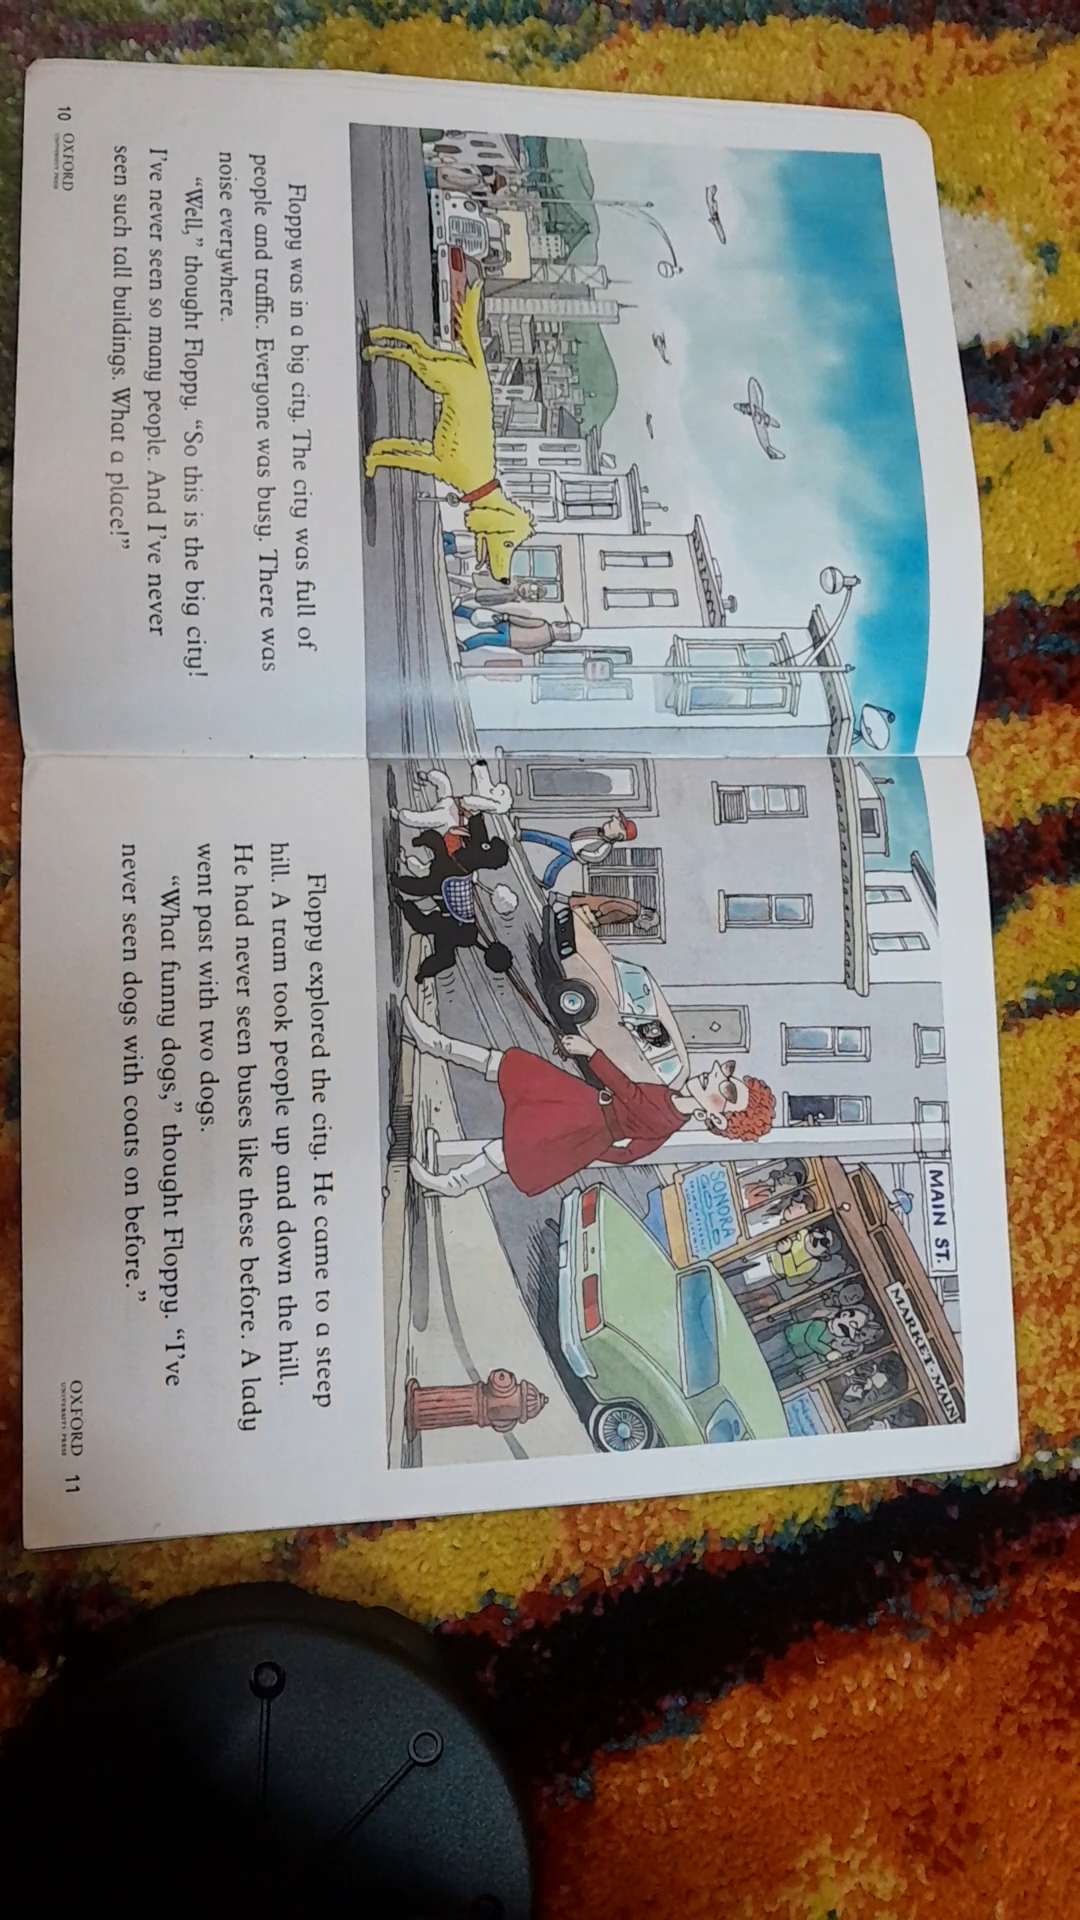 Floppy was in a big city. The city was full of
people and traffic. Everyone was busy. There was
noise everywhere.
“Well,” thought Floppy. “So this is the big city!
I’ve never seen so many people. And I’ve never
seen such tall buildings. What a place!”
10 OXFORD
UNIVERSITY PRESS
MAIN ST.
MARKET-MAIN
SONORA
GOLD
Floppy explored the city. He came to a steep
hill. A tram took people up and down the hill.
He had never seen buses like these before. A lady
went past with two dogs.
“What funny dogs,” thought Floppy. “I’ve
never seen dogs with coats on before.”
OXFORD 11
UNIVERSITY PRESS